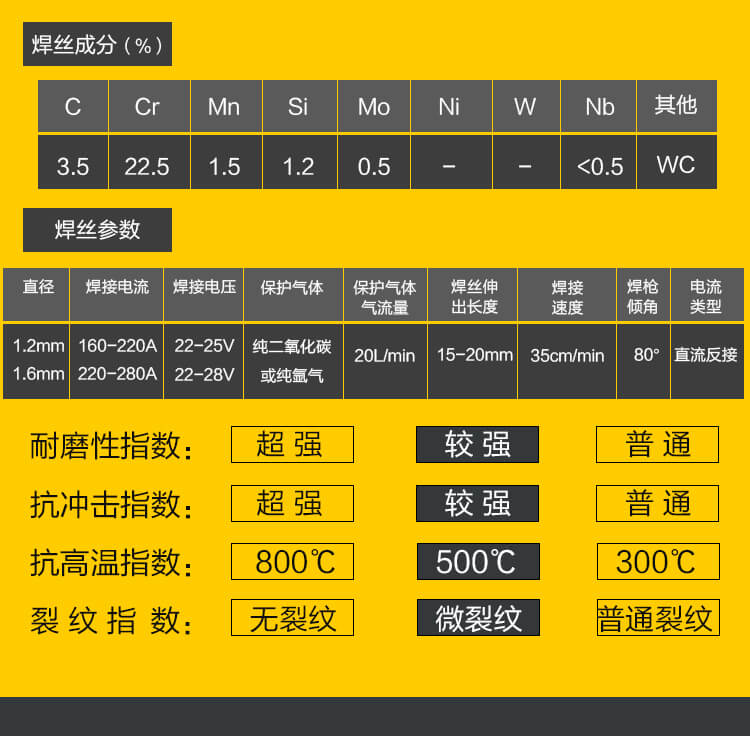 焊丝成分(%)
C Cr Mn Si Mo Ni W Nb 其他
3.5 22.5 1.5 1.2 0.5 – – <0.5 WC
焊丝参数
直径 焊接电流 焊接电压 保护气体 保护气体 焊丝伸 焊接 焊枪 电流
气流量 出长度 速度 倾角 类型
1.2mm 160-220A 22-25V 纯二氧化碳 20L/min 15-20mm 35cm/min 80° 直流反接
1.6mm 220-280A 22-28V 或纯氩气
耐磨性指数: 超强 较强 普通
抗冲击指数: 超强 较强 普通
抗高温指数: 800℃ 500℃ 300℃
裂纹指数: 无裂纹 微裂纹 普通裂纹